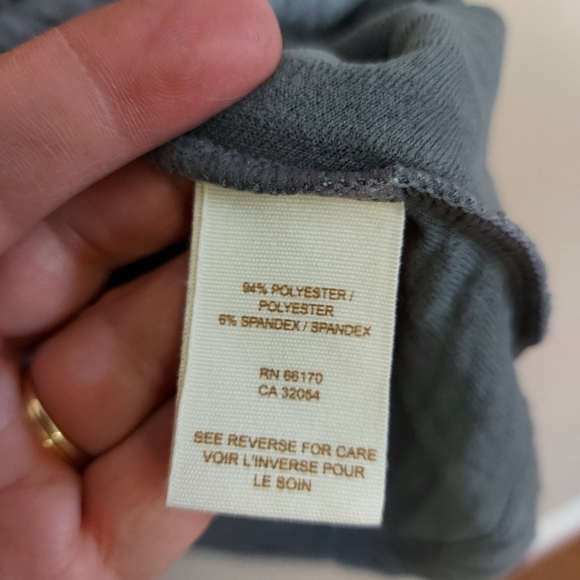 94% POLYESTER /
POLYESTER
6% SPANDEX / SPANDEX
RN 66170
CA 32054
SEE REVERSE FOR CARE
VOIR L'INVERSE POUR
LE SOIN